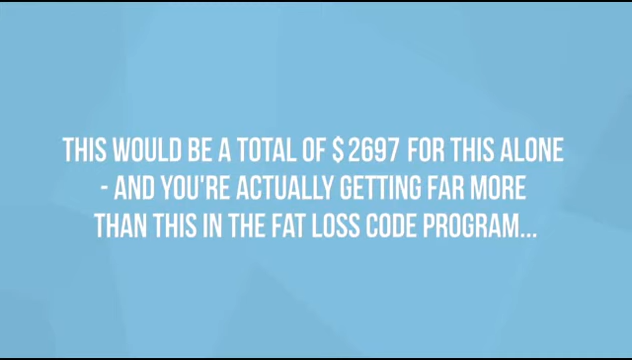 THIS WOULD BE A TOTAL OF $2697 FOR THIS ALONE
- AND YOU'RE ACTUALLY GETTING FAR MORE
THAN THIS IN THE FAT LOSS CODE PROGRAM...